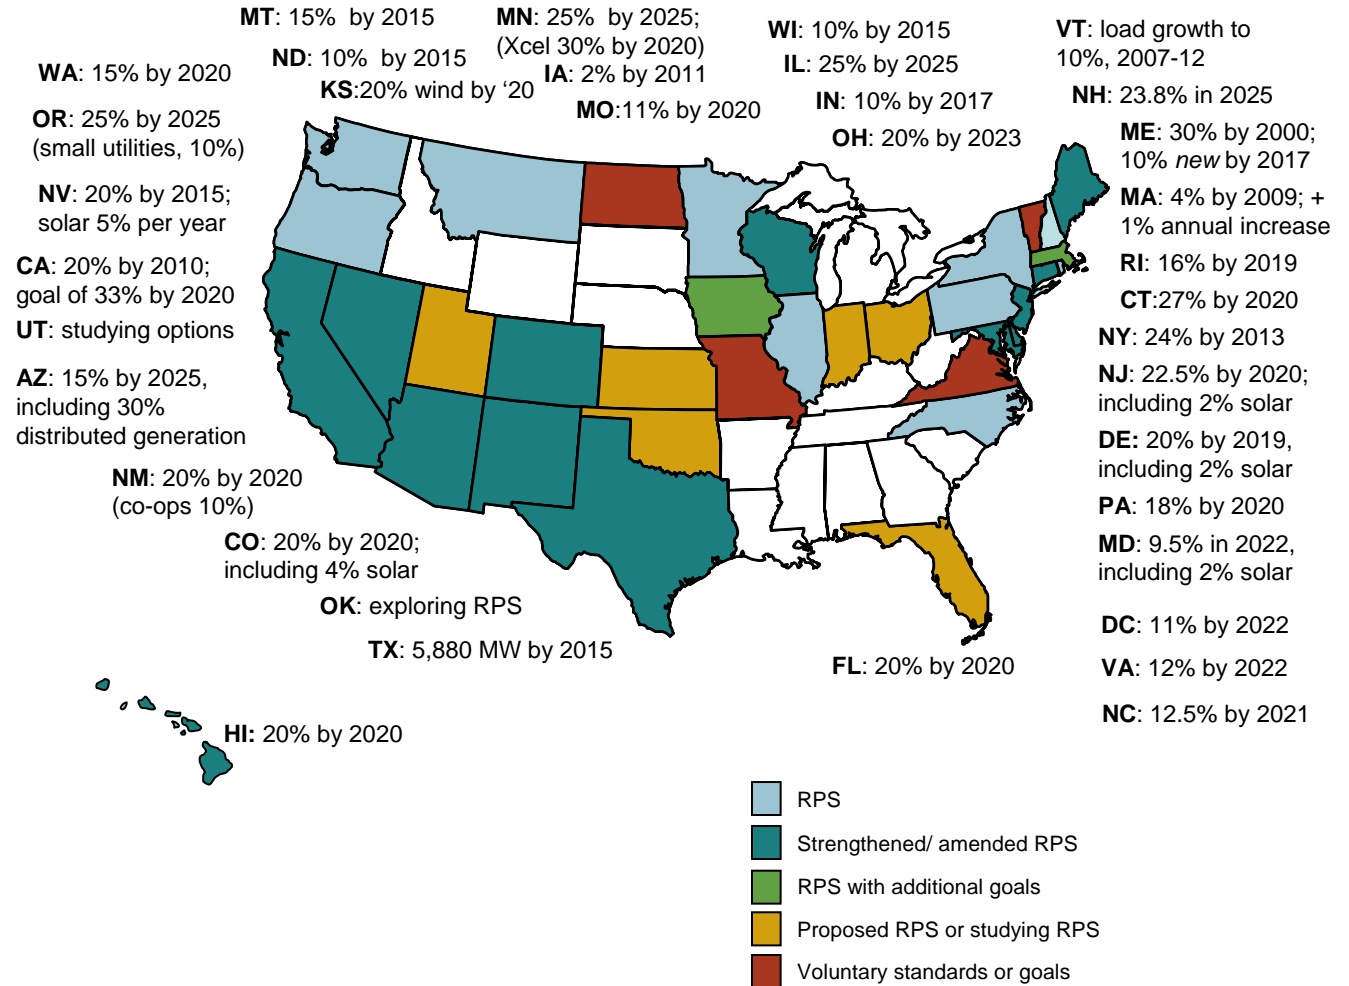 MT: 15%  by 2015
MN: 25%  by 2025;
(Xcel 30% by 2020)
WI: 10% by 2015
VT: load growth to
10%, 2007-12
ND: 10%  by 2015
IA: 2% by 2011
IL: 25% by 2025
WA: 15% by 2020
KS:20% wind by ‘20
MO:11% by 2020
IN: 10% by 2017
NH: 23.8% in 2025
OH: 20% by 2023
OR: 25% by 2025
(small utilities, 10%)
ME: 30% by 2000;
10% new by 2017
NV: 20% by 2015;
solar 5% per year
MA: 4% by 2009; +
1% annual increase
CA: 20% by 2010;
goal of 33% by 2020
RI: 16% by 2019
CT:27% by 2020
UT: studying options
NY: 24% by 2013
AZ: 15% by 2025,
including 30%
distributed generation
NJ: 22.5% by 2020;
including 2% solar
DE: 20% by 2019,
including 2% solar
NM: 20% by 2020
(co-ops 10%)
PA: 18% by 2020
CO: 20% by 2020;
including 4% solar
MD: 9.5% in 2022,
including 2% solar
OK: exploring RPS
DC: 11% by 2022
TX: 5,880 MW by 2015
FL: 20% by 2020
VA: 12% by 2022
NC: 12.5% by 2021
HI: 20% by 2020
RPS
Strengthened/ amended RPS
RPS with additional goals
Proposed RPS or studying RPS
Voluntary standards or goals